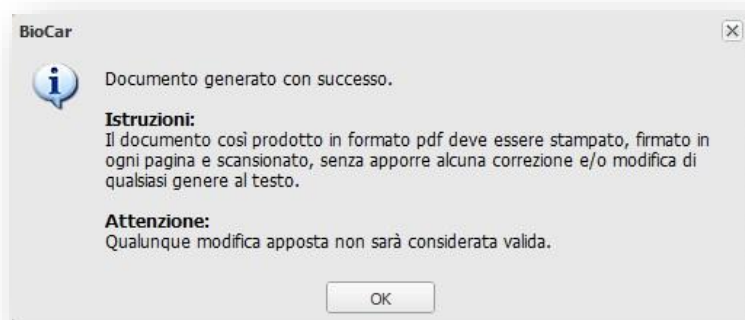 BioCar
Documento generato con successo.
Istruzioni:
Il documento così prodotto in formato pdf deve essere stampato, firmato in
ogni pagina e scansionato, senza apporre alcuna correzione e/o modifica di
qualsiasi genere al testo.
Attenzione:
Qualunque modifica apposta non sarà considerata valida.
OK